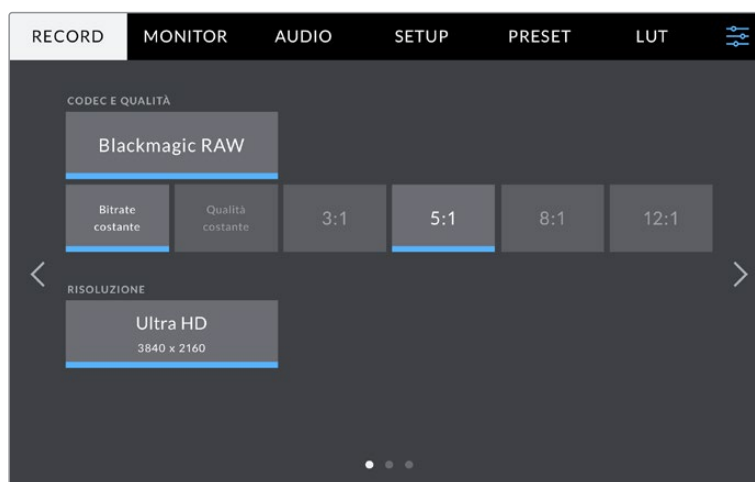 RECORD MONITOR AUDIO SETUP PRESET LUT
CODEC E QUALITÀ
Blackmagic RAW
Bitrate costante Qualità costante 3:1 5:1 8:1 12:1
RISOLUZIONE
Ultra HD
3840 x 2160